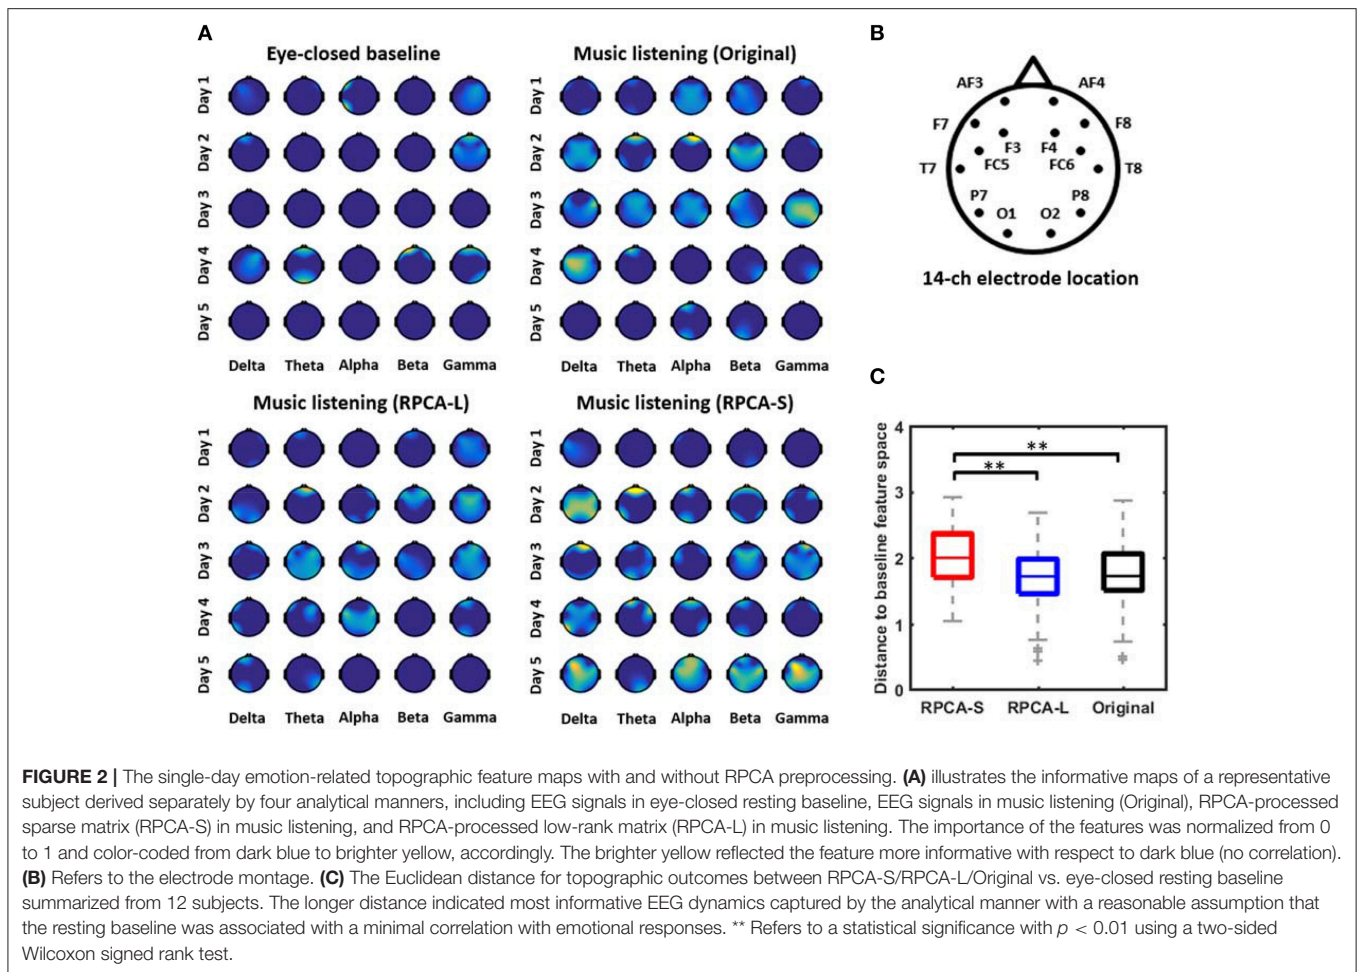 A
Eye-closed baseline
Day 1
Day 2
Day 3
Day 4
Day 5
Delta Theta Alpha Beta Gamma
Music listening (Original)
Day 1
Day 2
Day 3
Day 4
Day 5
Delta Theta Alpha Beta Gamma
Music listening (RPCA-L)
Day 1
Day 2
Day 3
Day 4
Day 5
Delta Theta Alpha Beta Gamma
Music listening (RPCA-S)
Day 1
Day 2
Day 3
Day 4
Day 5
Delta Theta Alpha Beta Gamma
B
AF3 AF4
F7 F8
F3 F4
T7 FC5 FC6 T8
P7 P8
O1 O2
14-ch electrode location
C
Distance to baseline feature space
4
3
2
1
0
**
**
RPCA-S RPCA-L Original
FIGURE 2 | The single-day emotion-related topographic feature maps with and without RPCA preprocessing. (A) illustrates the informative maps of a representative
subject derived separately by four analytical manners, including EEG signals in eye-closed resting baseline, EEG signals in music listening (Original), RPCA-processed
sparse matrix (RPCA-S) in music listening, and RPCA-processed low-rank matrix (RPCA-L) in music listening. The importance of the features was normalized from 0
to 1 and color-coded from dark blue to brighter yellow, accordingly. The brighter yellow reflected the feature more informative with respect to dark blue (no correlation).
(B) Refers to the electrode montage. (C) The Euclidean distance for topographic outcomes between RPCA-S/RPCA-L/Original vs. eye-closed resting baseline
summarized from 12 subjects. The longer distance indicated most informative EEG dynamics captured by the analytical manner with a reasonable assumption that
the resting baseline was associated with a minimal correlation with emotional responses. ** Refers to a statistical significance with p < 0.01 using a two-sided
Wilcoxon signed rank test.